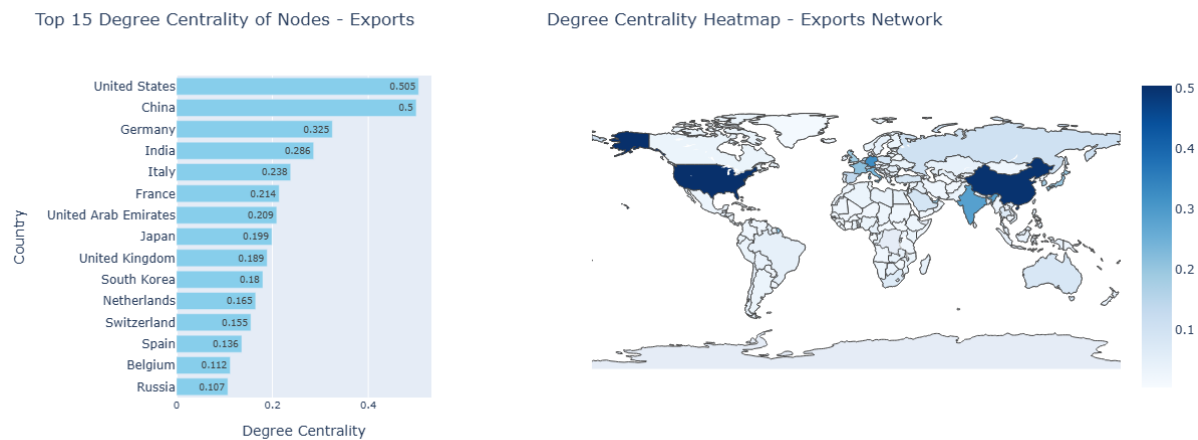 Top 15 Degree Centrality of Nodes - Exports
Country
United States 0.505
China 0.5
Germany 0.325
India 0.286
Italy 0.238
France 0.214
United Arab Emirates 0.209
Japan 0.199
United Kingdom 0.189
South Korea 0.18
Netherlands 0.165
Switzerland 0.155
Spain 0.136
Belgium 0.112
Russia 0.107
0 0.2 0.4
Degree Centrality
Degree Centrality Heatmap - Exports Network
0.5
0.4
0.3
0.2
0.1